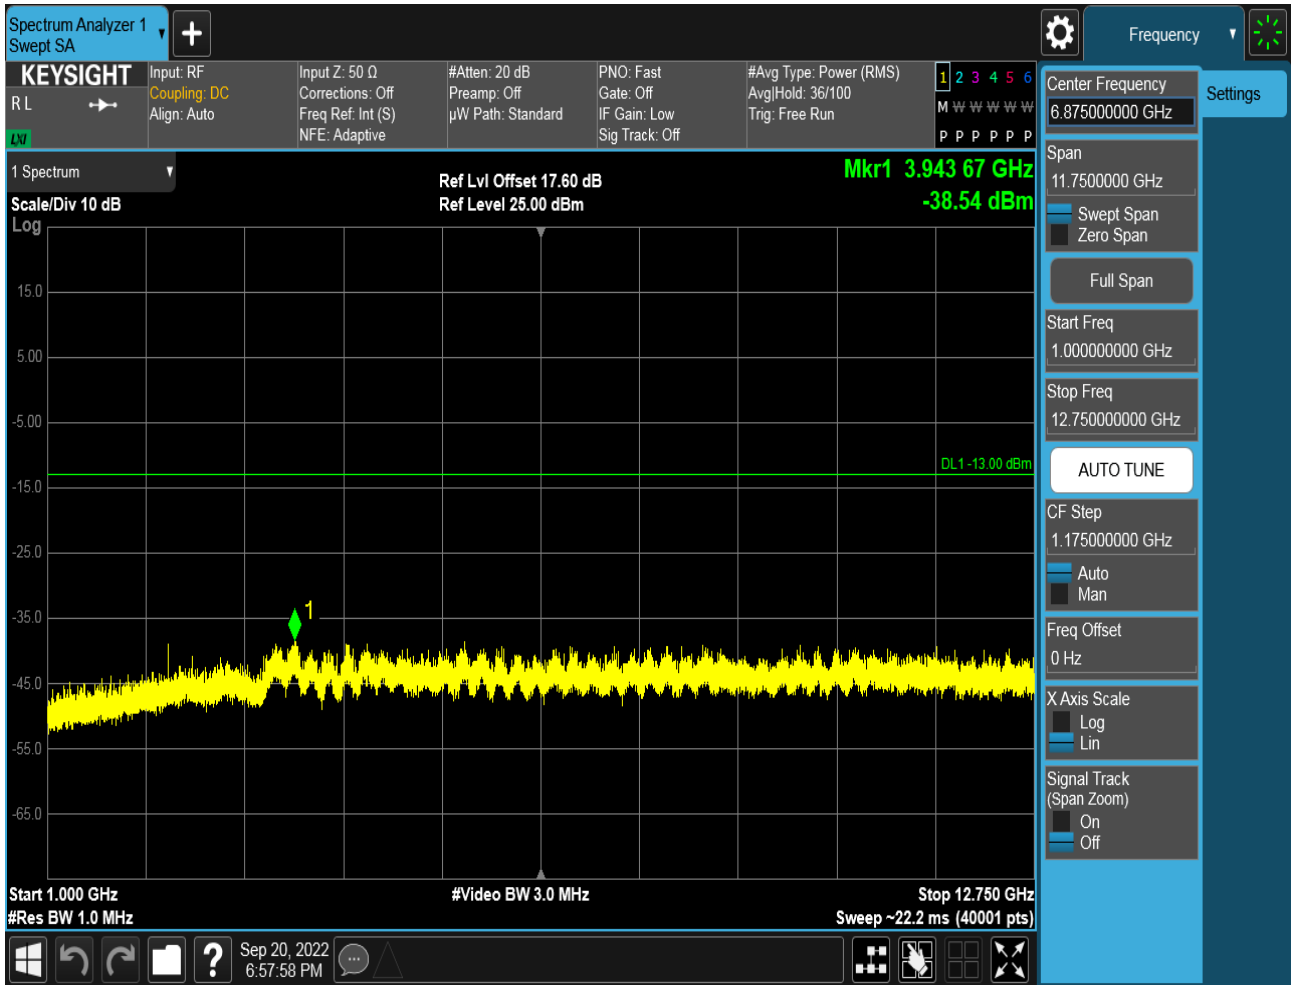 Spectrum Analyzer 1
Swept SA
Frequency
KEYSIGHT
R L
LXI
Input: RF
Coupling: DC
Align: Auto
Input Z: 50 Ω
Corrections: Off
Freq Ref: Int (S)
NFE: Adaptive
#Atten: 20 dB
Preamp: Off
µW Path: Standard
PNO: Fast
Gate: Off
IF Gain: Low
Sig Track: Off
#Avg Type: Power (RMS)
Avg|Hold: 36/100
Trig: Free Run
1 2 3 4 5 6
M W W W W W
P P P P P P
1 Spectrum
Scale/Div 10 dB
Log
Ref Lvl Offset 17.60 dB
Ref Level 25.00 dBm
Mkr1 3.943 67 GHz
-38.54 dBm
15.0
5.00
-5.00
-15.0
-25.0
-35.0
-45.0
-55.0
-65.0
DL1 -13.00 dBm
1
Start 1.000 GHz
#Res BW 1.0 MHz
#Video BW 3.0 MHz
Stop 12.750 GHz
Sweep ~22.2 ms (40001 pts)
Center Frequency
6.875000000 GHz
Settings
Span
11.7500000 GHz
Swept Span
Zero Span
Full Span
Start Freq
1.000000000 GHz
Stop Freq
12.750000000 GHz
AUTO TUNE
CF Step
1.175000000 GHz
Auto
Man
Freq Offset
0 Hz
X Axis Scale
Log
Lin
Signal Track
(Span Zoom)
On
Off
?
Sep 20, 2022
6:57:58 PM